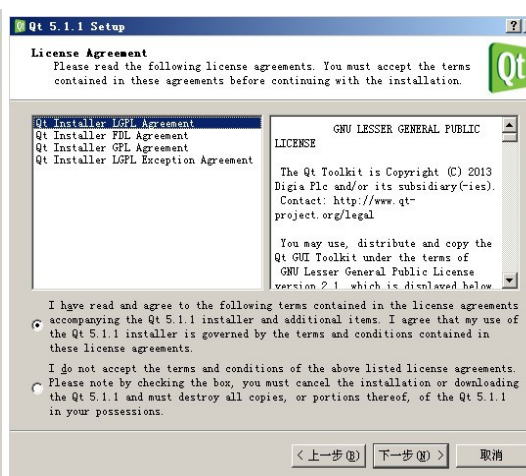 Qt 5.1.1 Setup
License Agreement
Please read the following license agreements. You must accept the terms
contained in these agreements before continuing with the installation.
Qt
Qt Installer LGPL Agreement
Qt Installer FDL Agreement
Qt Installer GPL Agreement
Qt Installer LGPL Exception Agreement
GNU LESSER GENERAL PUBLIC
LICENSE
The Qt Toolkit is Copyright (C) 2013
Digia Plc and/or its subsidiary(-ies).
Contact: http://www.qt-
project.org/legal
You may use, distribute and copy the
Qt GUI Toolkit under the terms of
GNU Lesser General Public License
version 2.1, which is displayed below.
I have read and agree to the following terms contained in the license agreements
accompanying the Qt 5.1.1 installer and additional items. I agree that my use of
the Qt 5.1.1 installer is governed by the terms and conditions contained in
these license agreements.
I do not accept the terms and conditions of the above listed license agreements.
Please note by checking the box, you must cancel the installation or downloading
the Qt 5.1.1 and must destroy all copies, or portions thereof, of the Qt 5.1.1
in your possessions.
< 上一步(B)
下一步(N) >
取消